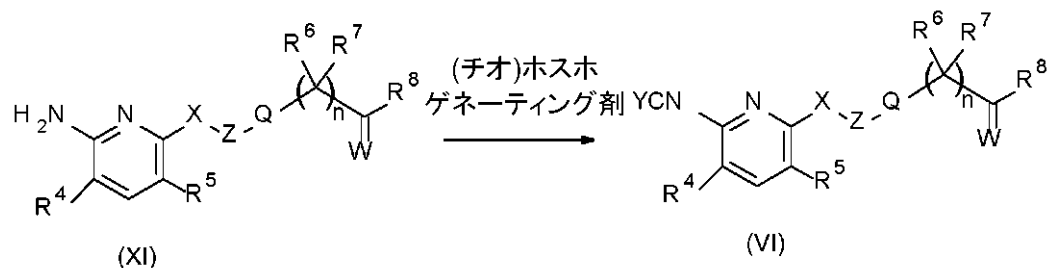 R⁶ R⁷
H₂N N X Z Q ( )n R⁸
W
R⁴ R⁵
(XI)
(チオ)ホスホ
ゲネーティング剤
R⁶ R⁷
YCN N X Z Q ( )n R⁸
W
R⁴ R⁵
(VI)